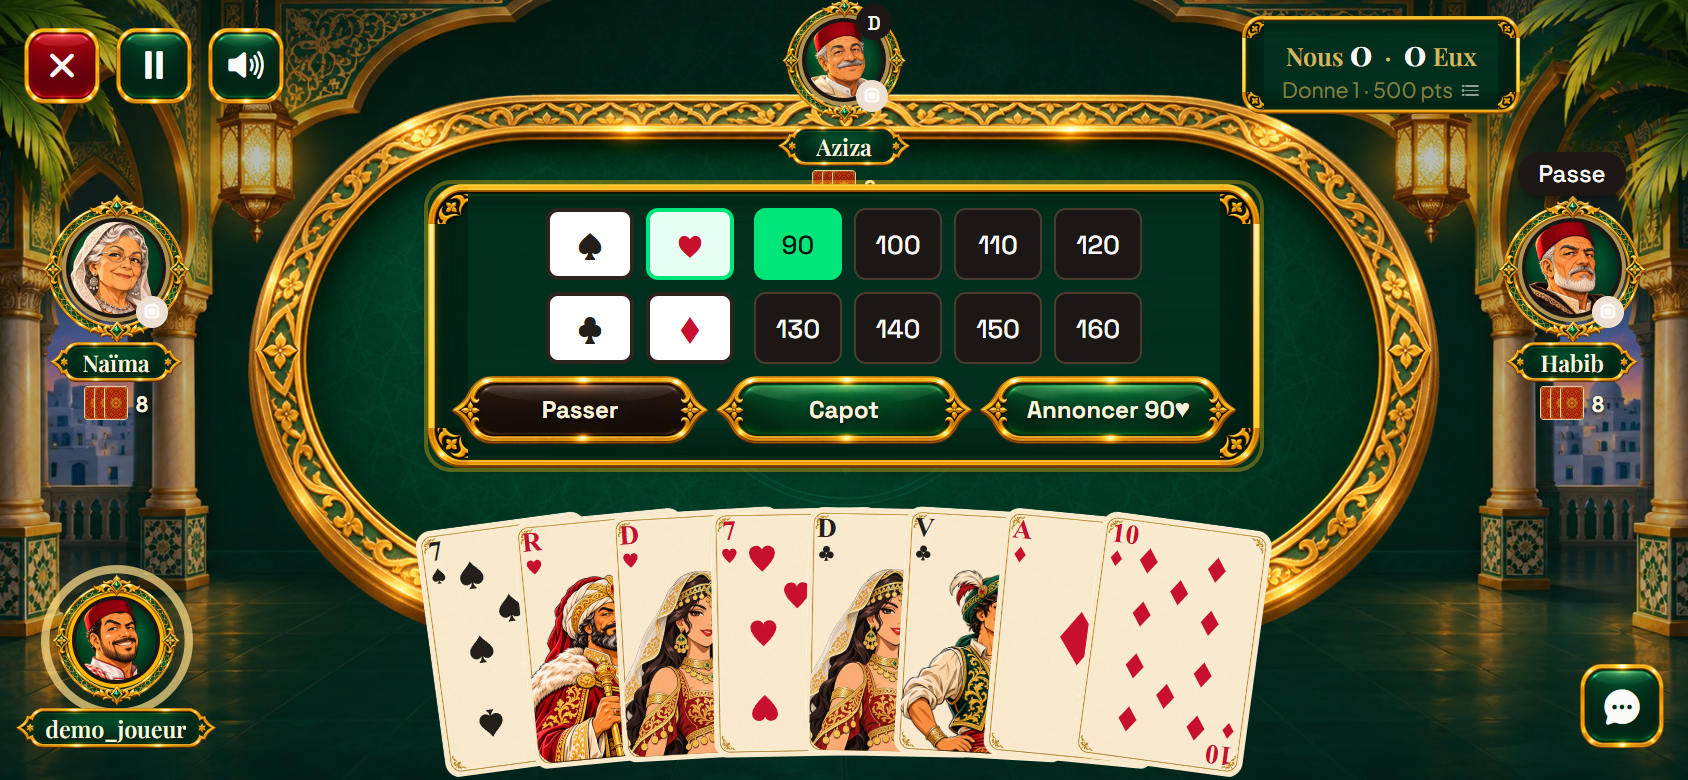 D
Nous 0 · 0 Eux
Donne 1 · 500 pts
Aziza
Passe
90
100
110
120
130
140
150
160
Naïma
8
Habib
8
Passer
Capot
Annoncer 90♥
7
R
D
7
D
V
A
10
10
demo_joueur